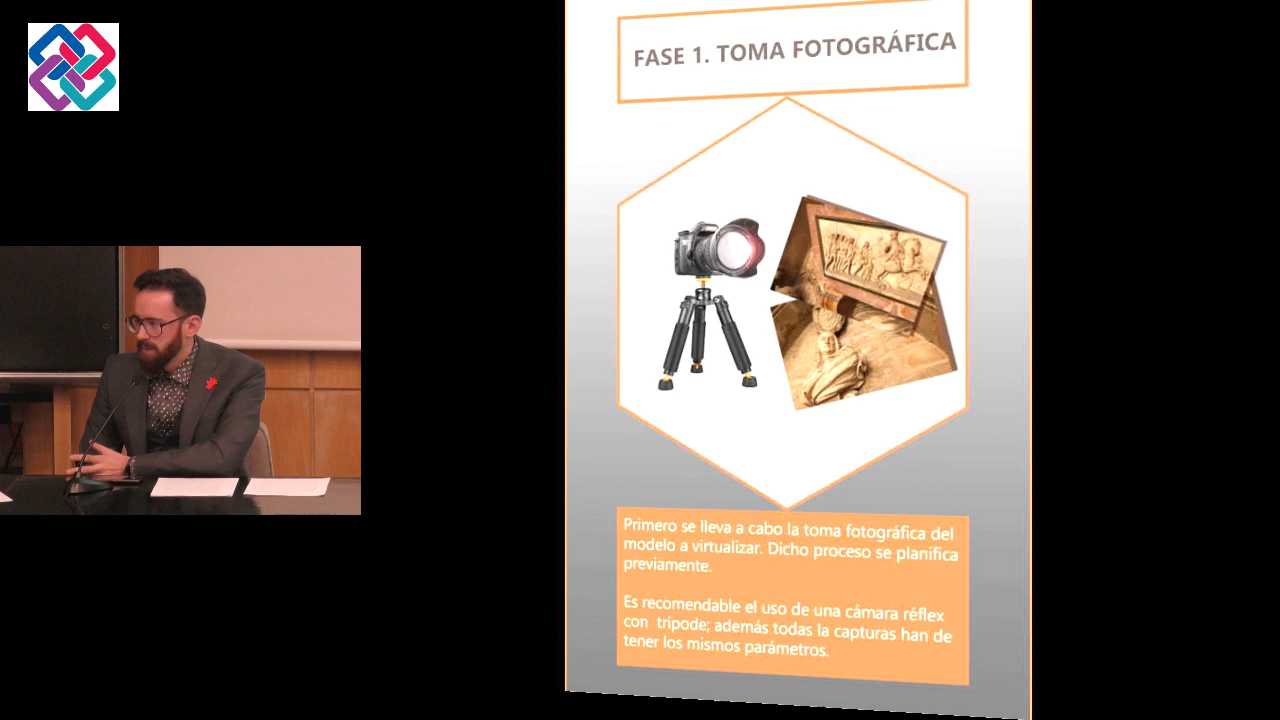 FASE 1. TOMA FOTOGRÁFICA
Primero se lleva a cabo la toma fotográfica del
modelo a virtualizar. Dicho proceso se planifica
previamente.
Es recomendable el uso de una cámara réflex
con trípode; además todas la capturas han de
tener los mismos parámetros.